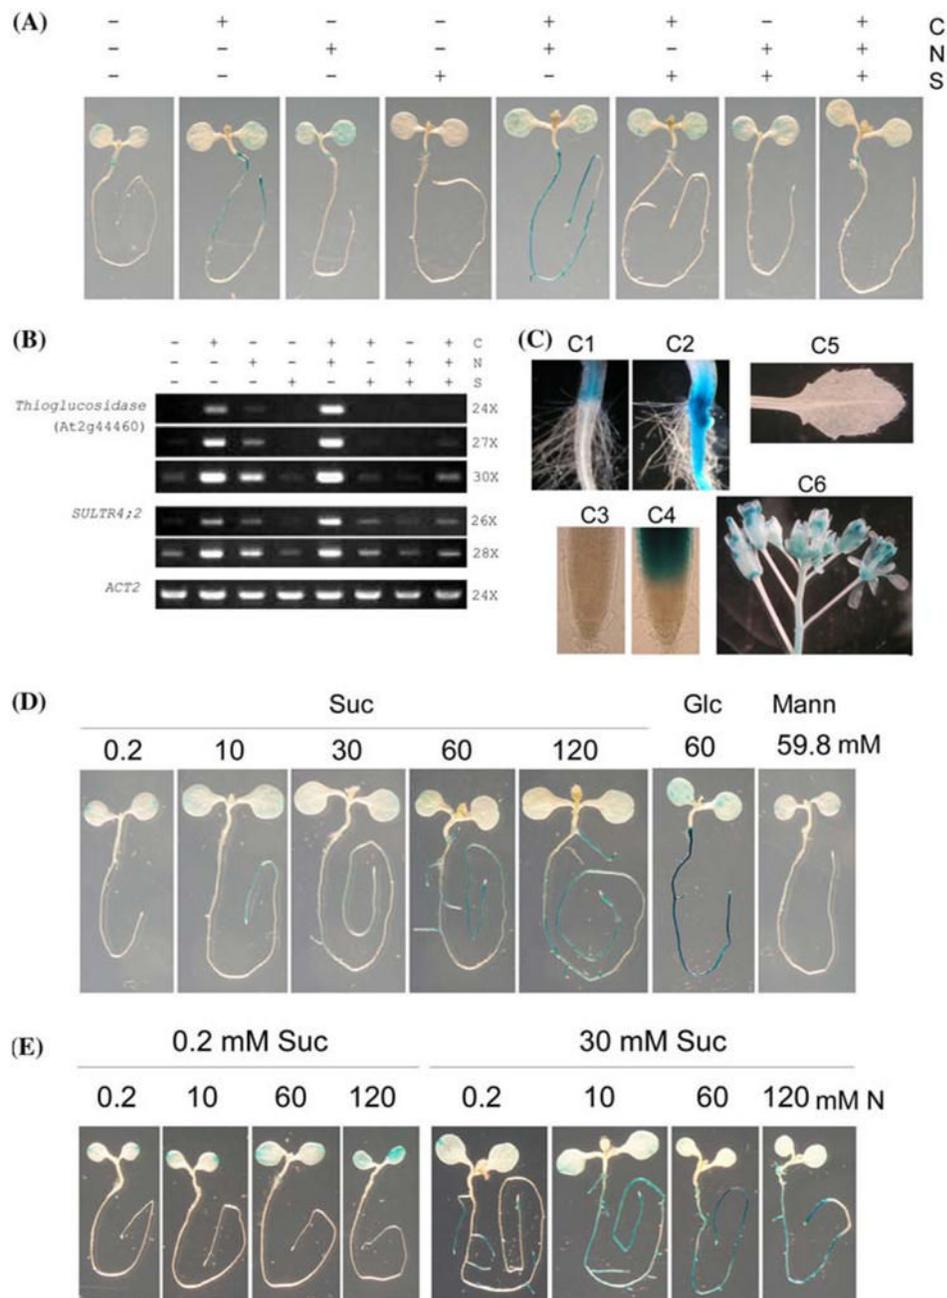 (A)
− + − − + + − + C
− − + − + − + + N
− − − + − + + + S
(B)
− + − − + + − + C
− − + − + − + + N
− − − + − + + + S
Thioglucosidase
(At2g44460)
24X
27X
30X
SULTR4;2
26X
28X
ACT2
24X
(C)
C1 C2 C5
C3 C4 C6
(D)
Suc Glc Mann
0.2 10 30 60 120 60 59.8 mM
(E)
0.2 mM Suc 30 mM Suc
0.2 10 60 120 0.2 10 60 120 mM N